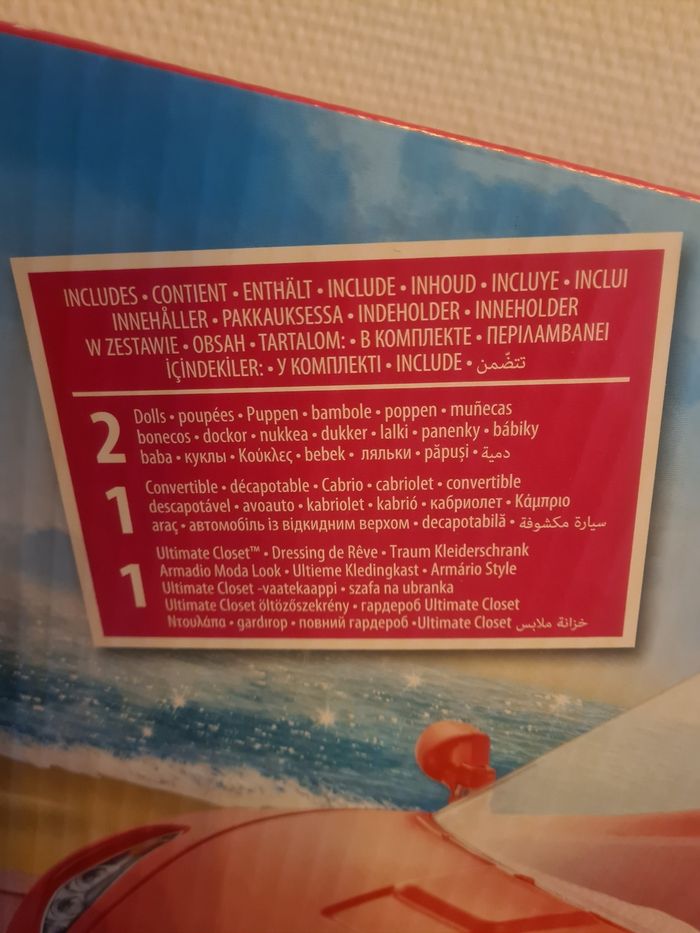 INCLUDES • CONTIENT • ENTHÄLT • INCLUDE • INHOUD • INCLUYE • INCLUI
INNEHÅLLER • PAKKAUKSESSA • INDEHOLDER • INNEHOLDER
W ZESTAWIE • OBSAH • TARTALOM: • В КОМПЛЕКТЕ • ΠΕΡΙΛΑΜΒΑΝΕΙ
İÇİNDEKİLER: • У КОМПЛЕКТІ • INCLUDE • تتضّمن
2 Dolls • poupées • Puppen • bambole • poppen • muñecas
bonecos • dockor • nukkea • dukker • lalki • panenky • bábiky
baba • куклы • Κούκλες • bebek • ляльки • păpuși • دمية
1 Convertible • décapotable • Cabrio • cabriolet • convertible
descapotável • avoauto • kabriolet • kabrió • кабриолет • Κάμπριο
araç • автомобіль із відкидним верхом • decapotabilă • سيارة مكشوفة
1 Ultimate Closet™ • Dressing de Rêve • Traum Kleiderschrank
Armadio Moda Look • Ultieme Kledingkast • Armário Style
Ultimate Closet -vaatekaappi • szafa na ubranka
Ultimate Closet öltözőszekrény • гардероб Ultimate Closet
Ντουλάπα • gardırop • повний гардероб •Ultimate Closet خزانة ملابس